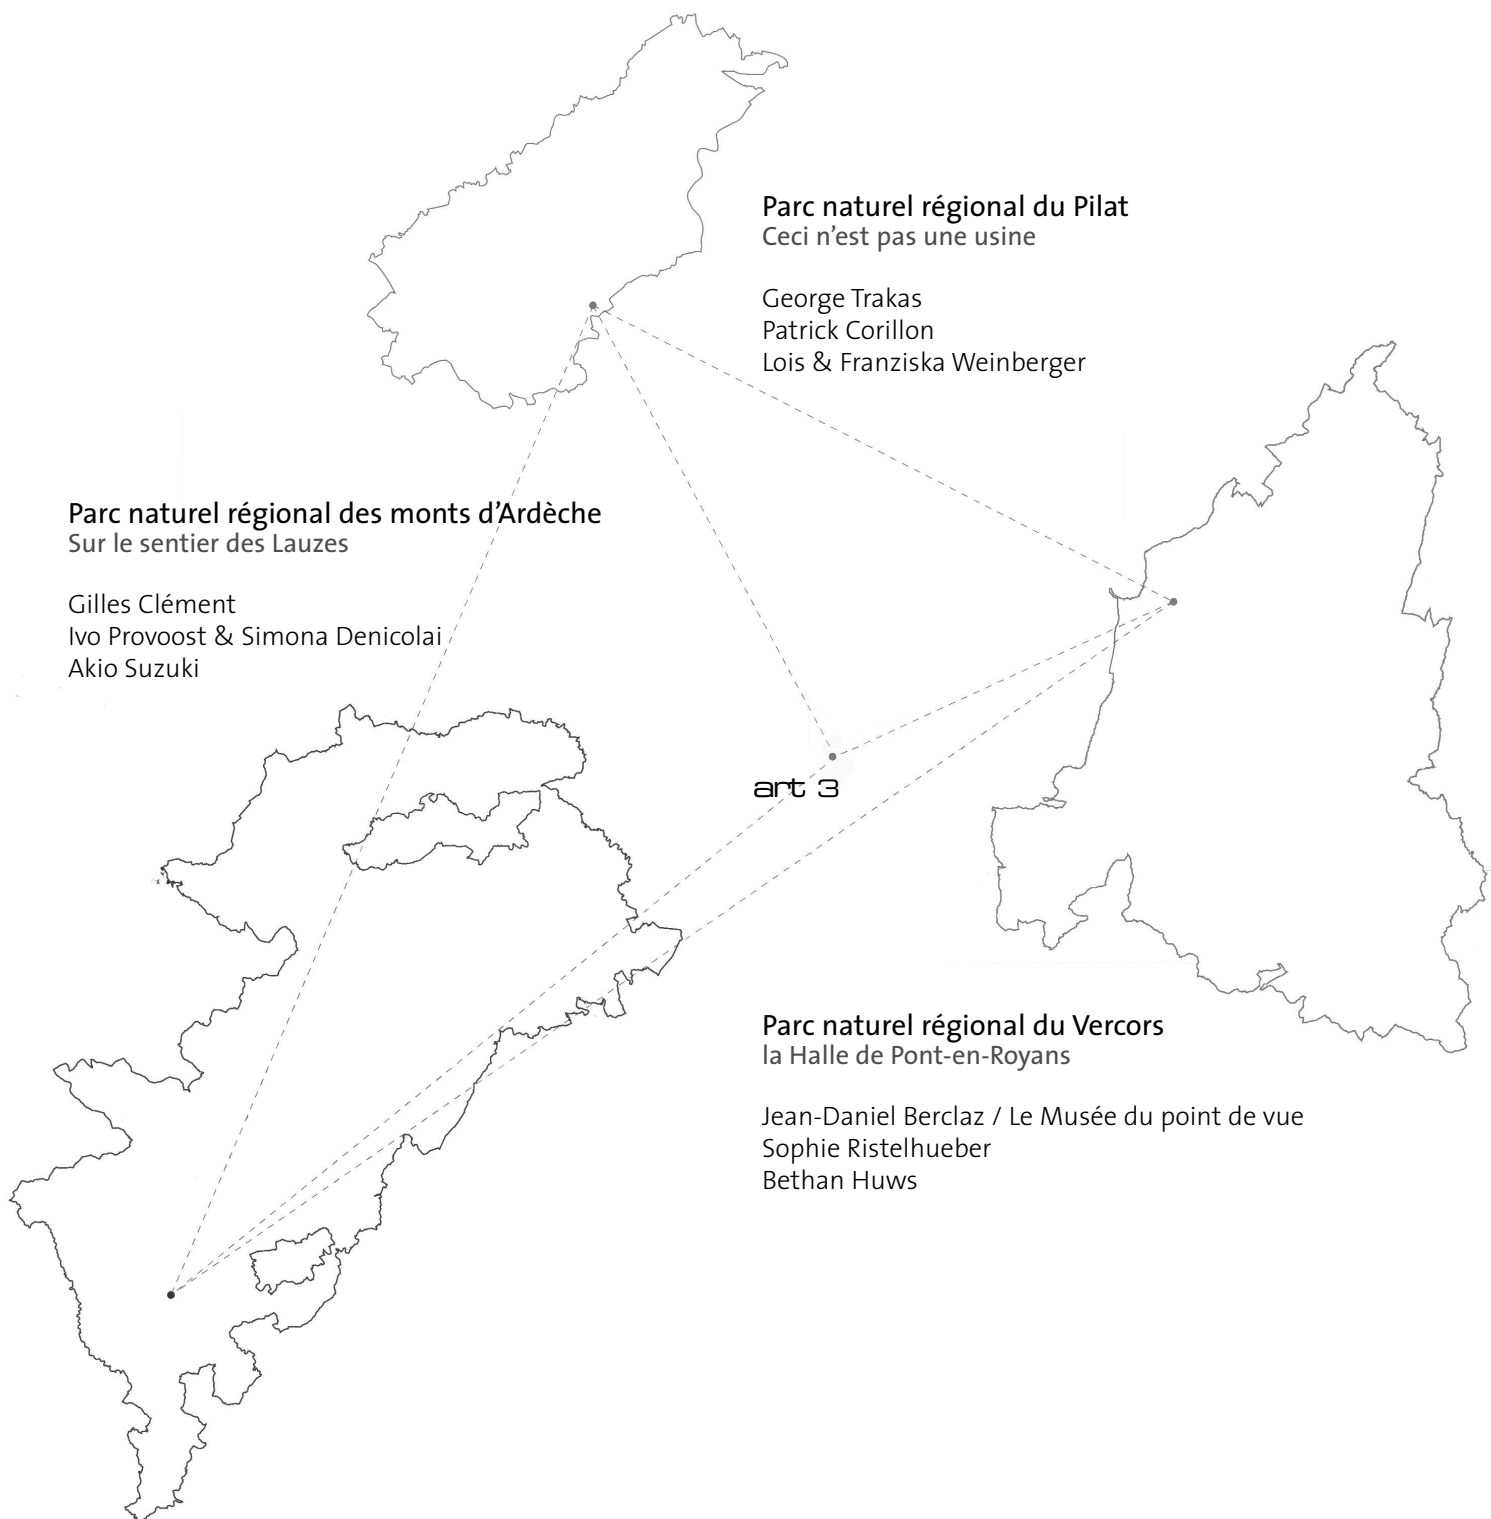 Parc naturel régional du Pilat
Ceci n’est pas une usine
George Trakas
Patrick Corillon
Lois & Franziska Weinberger
Parc naturel régional des monts d’Ardèche
Sur le sentier des Lauzes
Gilles Clément
Ivo Provoost & Simona Denicolai
Akio Suzuki
art 3
Parc naturel régional du Vercors
la Halle de Pont-en-Royans
Jean-Daniel Berclaz / Le Musée du point de vue
Sophie Ristelhueber
Bethan Huws